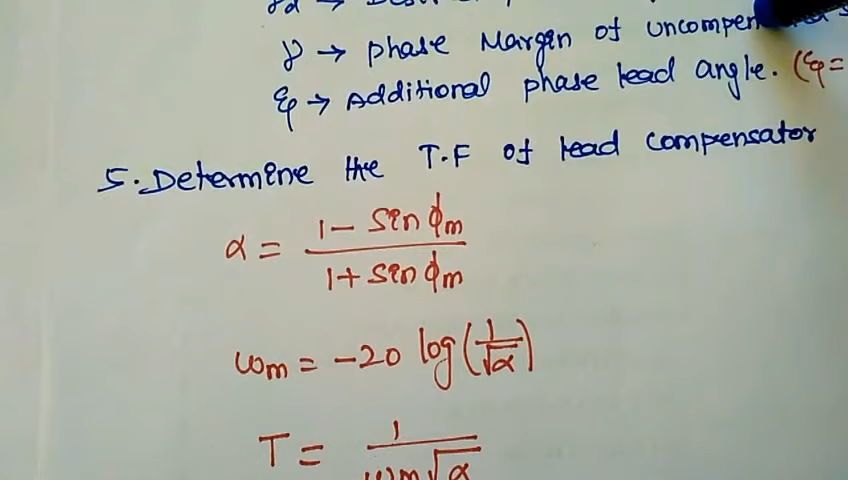 γd →
γ → phase Margin of uncompen
ε → Additional phase lead angle. (ε =
5. Determine the T.F of lead compensator
α = 1 - sin ϕm / 1 + sin ϕm
ωm = -20 log (1/√α)
T = 1 / ωm√α